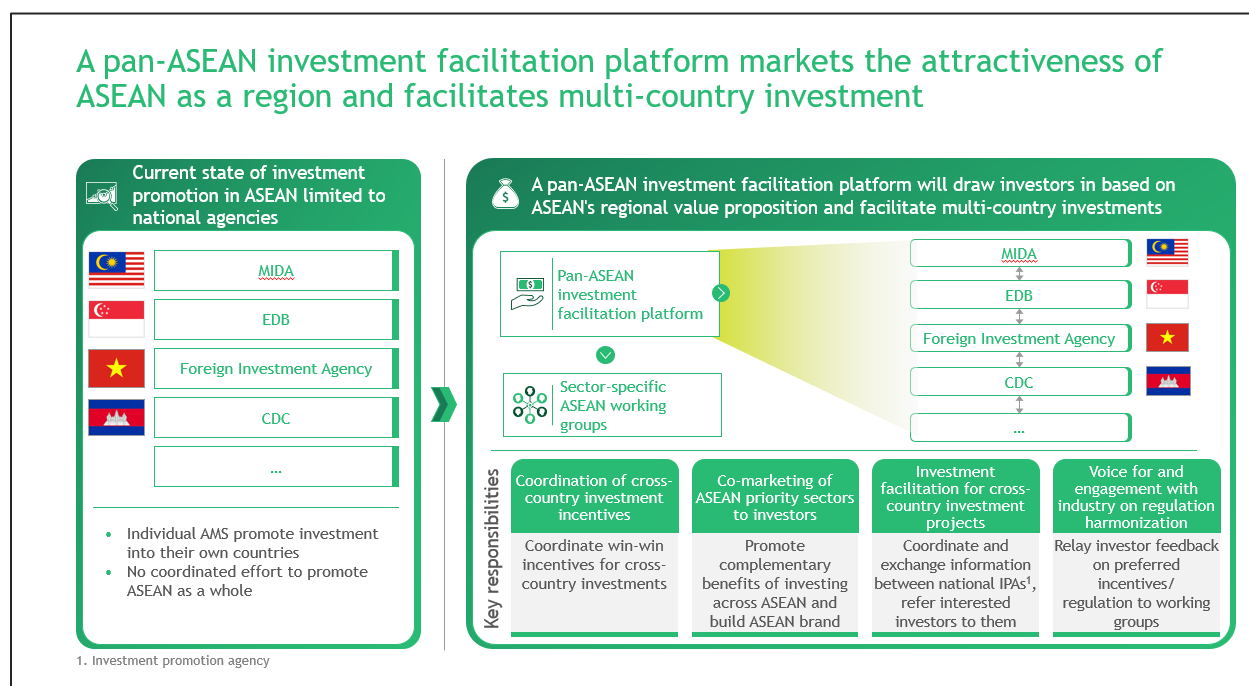 A pan-ASEAN investment facilitation platform markets the attractiveness of
ASEAN as a region and facilitates multi-country investment
Current state of investment
promotion in ASEAN limited to
national agencies
MIDA
EDB
Foreign Investment Agency
CDC
...
• Individual AMS promote investment
into their own countries
• No coordinated effort to promote
ASEAN as a whole
A pan-ASEAN investment facilitation platform will draw investors in based on
ASEAN's regional value proposition and facilitate multi-country investments
Pan-ASEAN
investment
facilitation platform
Sector-specific
ASEAN working
groups
MIDA
EDB
Foreign Investment Agency
CDC
...
Key responsibilities
Coordination of cross-
country investment
incentives
Coordinate win-win
incentives for cross-
country investments
Co-marketing of
ASEAN priority sectors
to investors
Promote
complementary
benefits of investing
across ASEAN and
build ASEAN brand
Investment
facilitation for cross-
country investment
projects
Coordinate and
exchange information
between national IPAs¹,
refer interested
investors to them
Voice for and
engagement with
industry on regulation
harmonization
Relay investor feedback
on preferred
incentives/
regulation to working
groups
1. Investment promotion agency